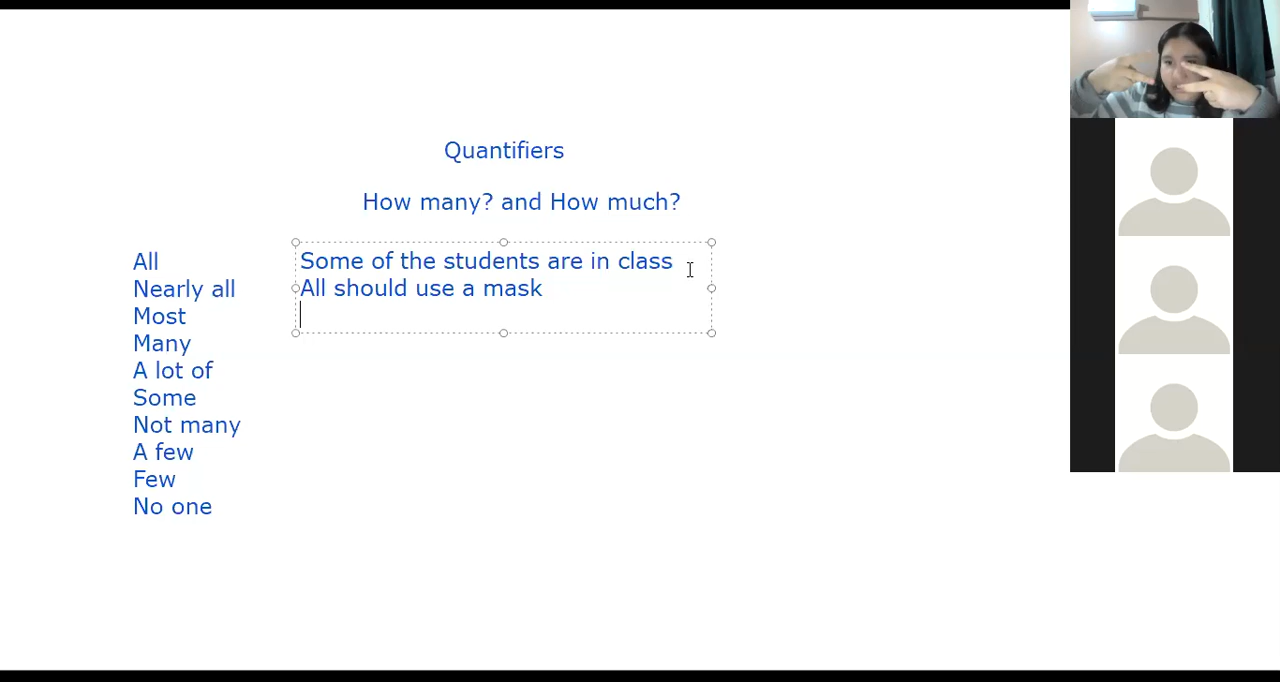 Quantifiers
How many? and How much?
All
Nearly all
Most
Many
A lot of
Some
Not many
A few
Few
No one
Some of the students are in class
All should use a mask